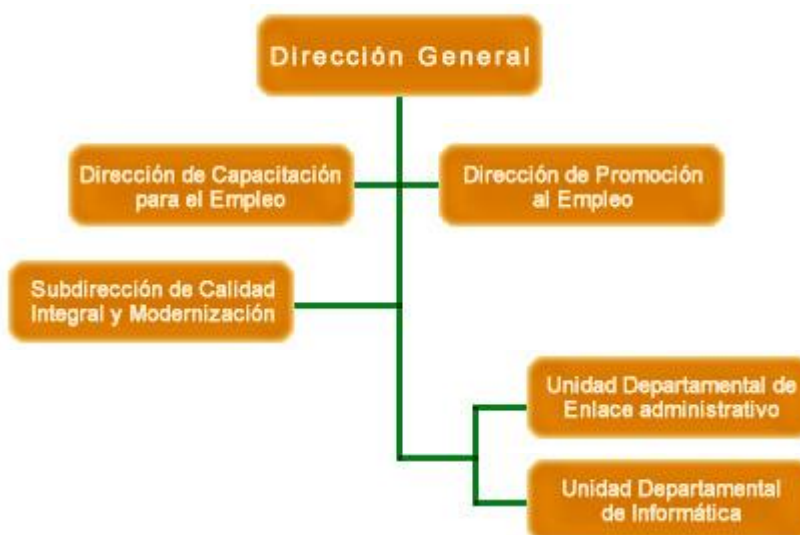 Dirección General
Dirección de Capacitación
para el Empleo
Dirección de Promoción
al Empleo
Subdirección de Calidad
Integral y Modernización
Unidad Departamental de
Enlace administrativo
Unidad Departamental
de Informática